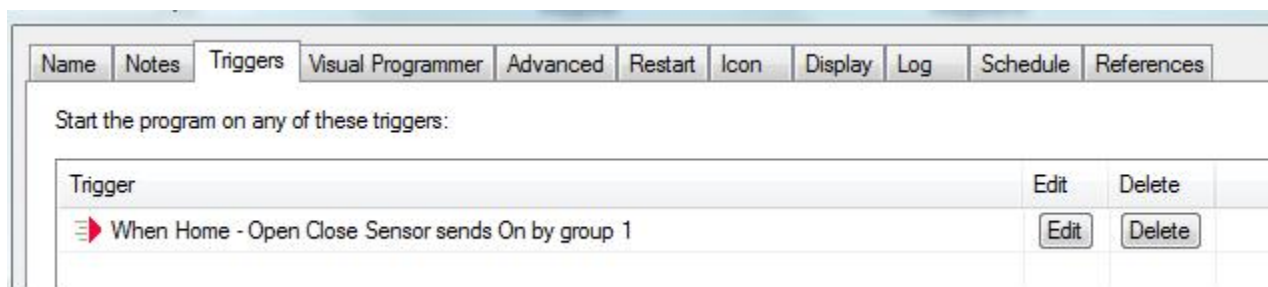 Name Notes Triggers Visual Programmer Advanced Restart Icon Display Log Schedule References
Start the program on any of these triggers:
Trigger Edit Delete
When Home - Open Close Sensor sends On by group 1 Edit Delete